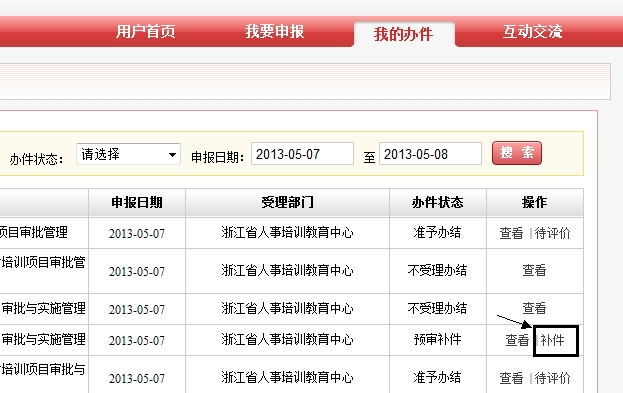 用户首页 我要申报 我的办件 互动交流
办件状态： 请选择 申报日期： 2013-05-07 至 2013-05-08 搜 索
申报日期 受理部门 办件状态 操作
项目审批管理 2013-05-07 浙江省人事培训教育中心 准予办结 查看 | 待评价
培训项目审批管 2013-05-07 浙江省人事培训教育中心 不受理办结 查看
审批与实施管理 2013-05-07 浙江省人事培训教育中心 不受理办结 查看
审批与实施管理 2013-05-07 浙江省人事培训教育中心 预审补件 查看 | 补件
培训项目审批与 2013-05-07 浙江省人事培训教育中心 准予办结 查看 | 待评价